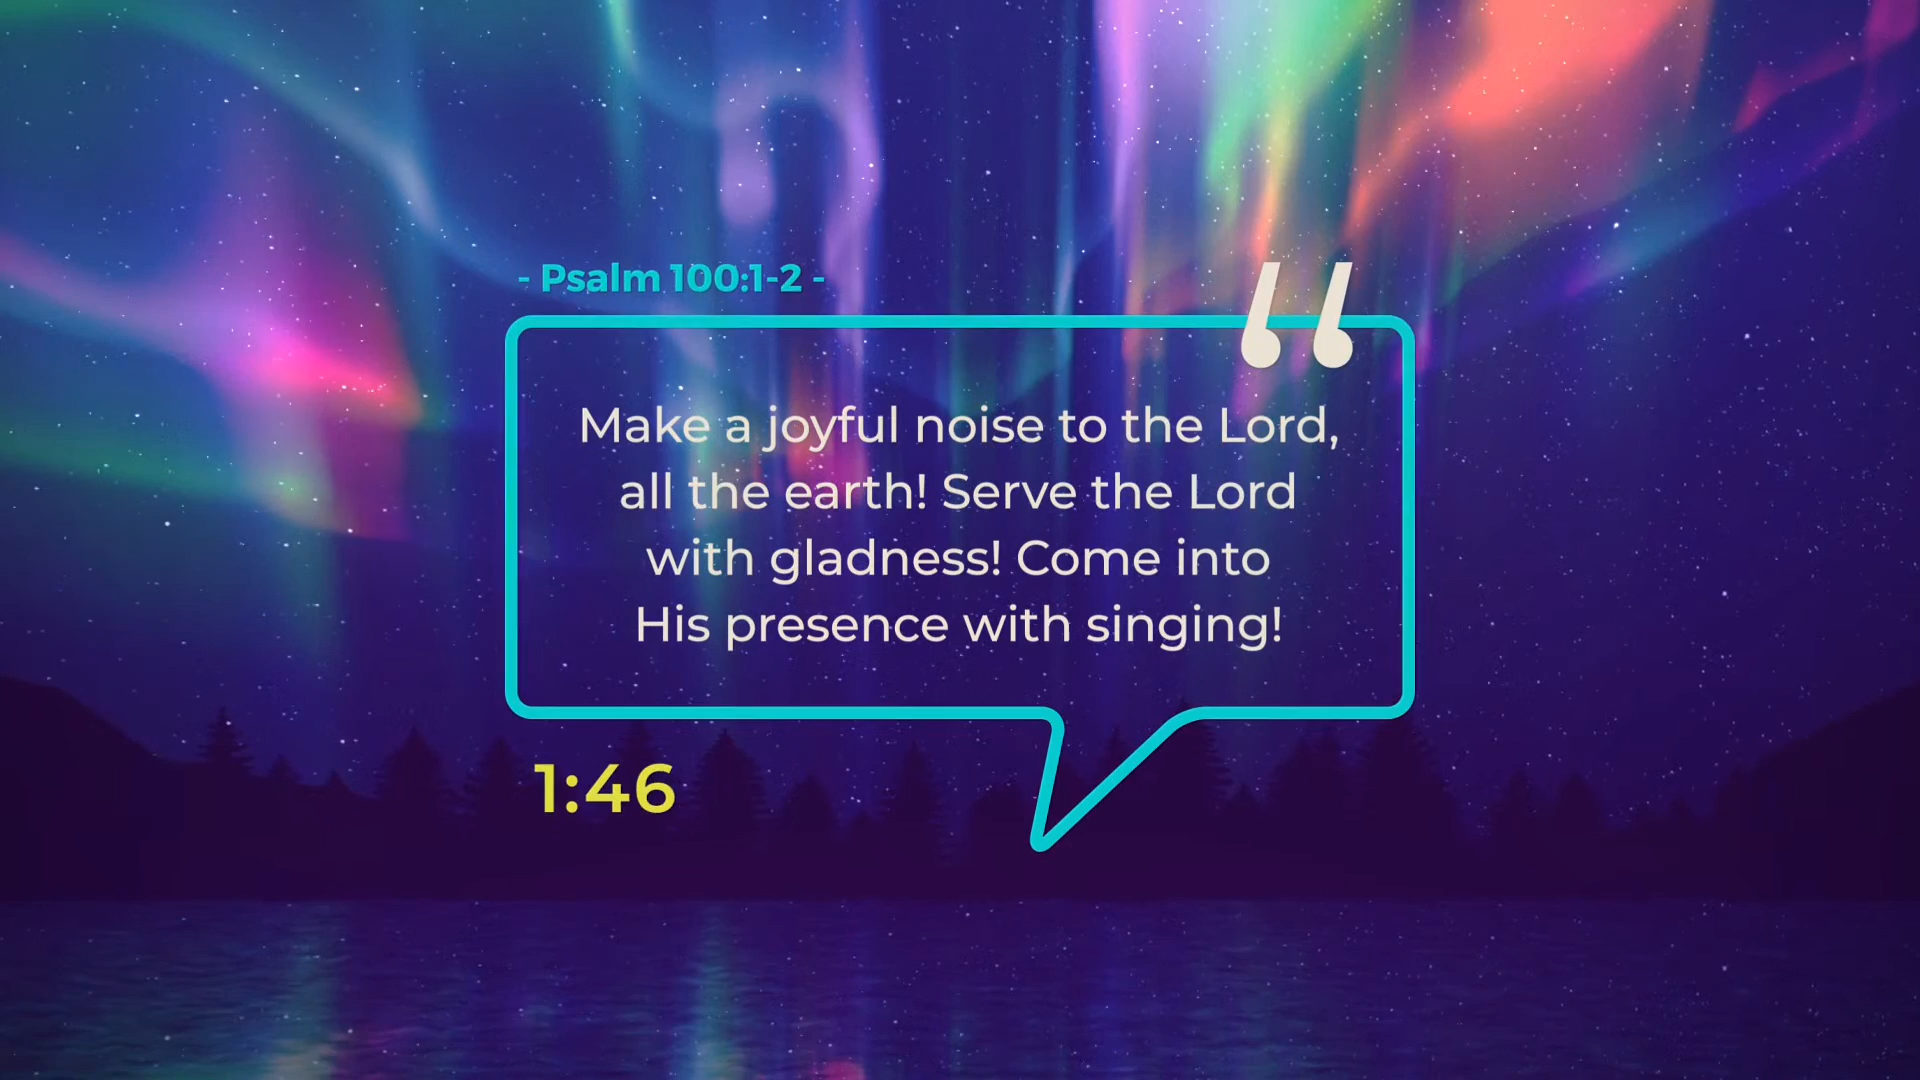 - Psalm 100:1-2 -
“
Make a joyful noise to the Lord,
all the earth! Serve the Lord
with gladness! Come into
His presence with singing!
1:46